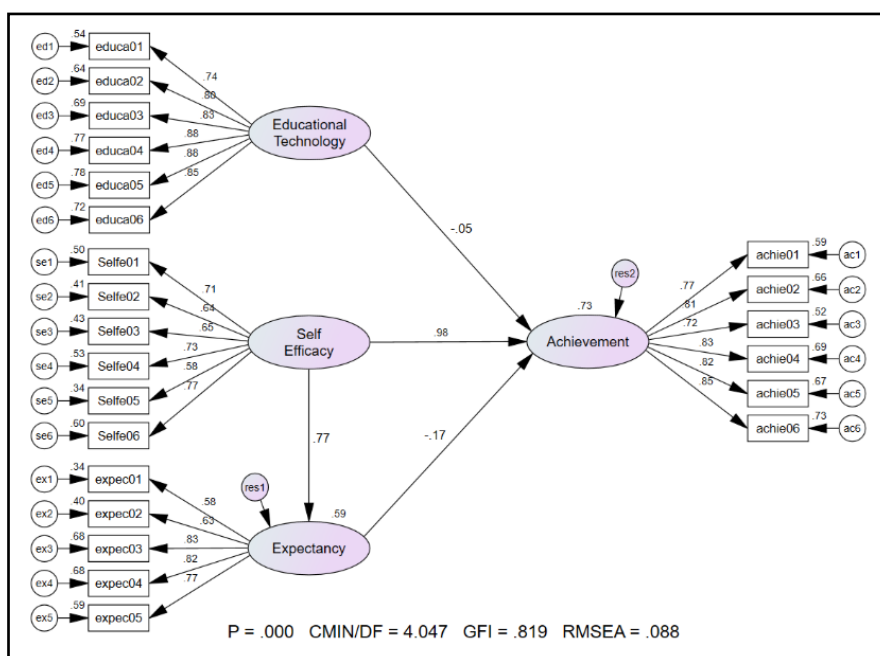 ed1 .54 educa01
.74
ed2 .64 educa02
.80
ed3 .69 educa03
.83
ed4 .77 educa04
.88
ed5 .78 educa05
.88
ed6 .72 educa06
.85
Educational
Technology
-.05
se1 .50 Selfe01
.71
se2 .41 Selfe02
.64
se3 .43 Selfe03
.65
se4 .53 Selfe04
.73
se5 .34 Selfe05
.58
se6 .60 Selfe06
.77
Self
Efficacy
.98
.77
ex1 .34 expec01
.58
ex2 .40 expec02
.63
ex3 .68 expec03
.83
ex4 .68 expec04
.82
ex5 .59 expec05
.77
res1
.59
Expectancy
-.17
res2
.73
Achievement
.77
achie01 .59 ac1
.81
achie02 .66 ac2
.72
achie03 .52 ac3
.83
achie04 .69 ac4
.82
achie05 .67 ac5
.85
achie06 .73 ac6
P = .000 CMIN/DF = 4.047 GFI = .819 RMSEA = .088